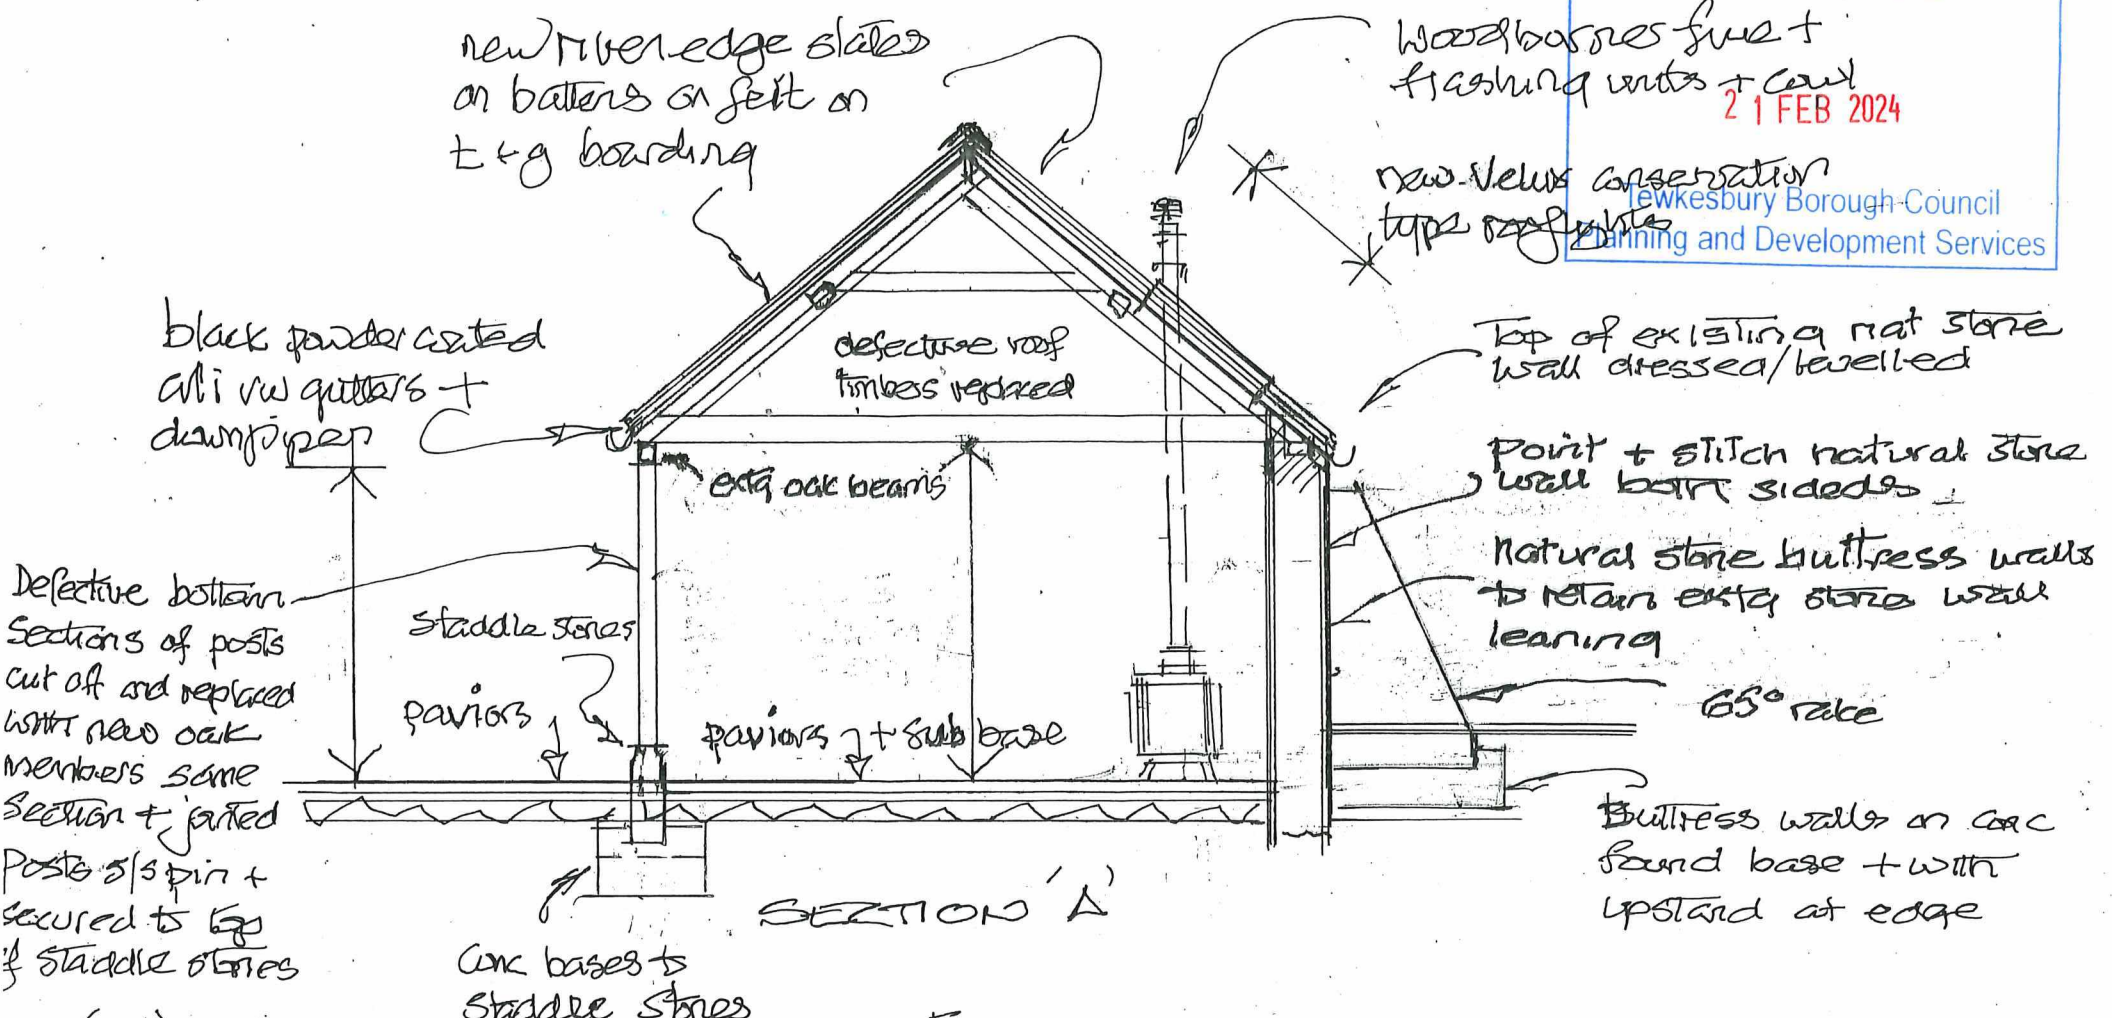 new riven edge slates
on battens on felt on
t+g boarding
Woodburner flue +
flashing units + cowl
21 FEB 2024
new Velux conservation
type rooflights
Tewkesbury Borough Council
Planning and Development Services
black powder coated
ali rw gutters +
downpipes
defective roof
timbers replaced
Top of existing nat stone
wall dressed/levelled
extg oak beams
Point + stitch natural stone
wall both sideds
Natural stone buttress walls
to retain extg stone wall
leaning
65° rake
Defective bottom
sections of posts
cut off and replaced
with new oak
members same
section + jointed
Posts s/s pin +
secured to top
of staddle stones
staddle stones
paviors
paviors + sub base
Buttress walls on conc
found base + with
upstand at edge
SECTION 'A'
Conc bases to
staddle stones